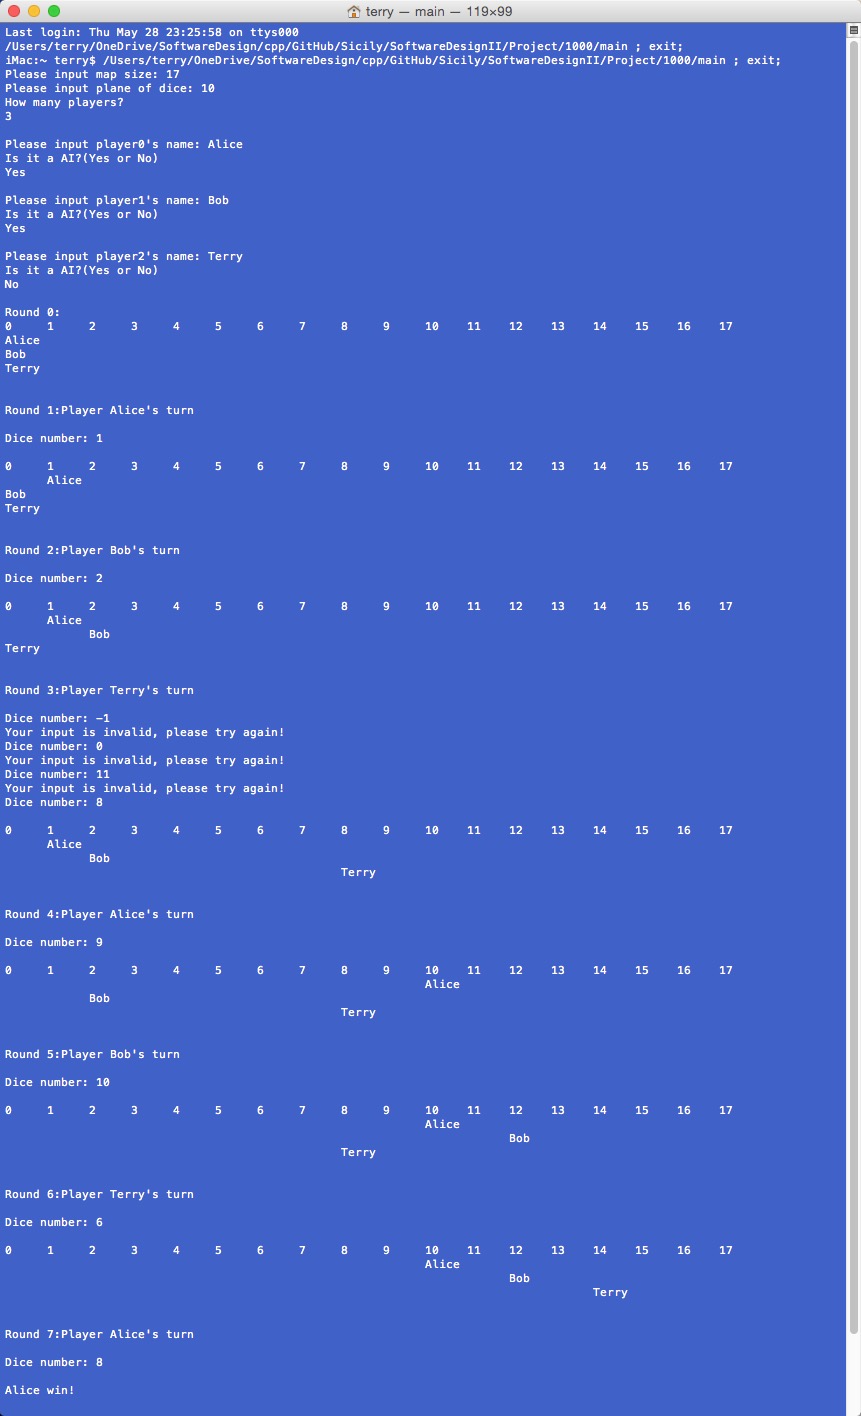 terry — main — 119×99
Last login: Thu May 28 23:25:58 on ttys000
/Users/terry/OneDrive/SoftwareDesign/cpp/GitHub/Sicily/SoftwareDesignII/Project/1000/main ; exit;
iMac:~ terry$ /Users/terry/OneDrive/SoftwareDesign/cpp/GitHub/Sicily/SoftwareDesignII/Project/1000/main ; exit;
Please input map size: 17
Please input plane of dice: 10
How many players?
3
Please input player0's name: Alice
Is it a AI?(Yes or No)
Yes
Please input player1's name: Bob
Is it a AI?(Yes or No)
Yes
Please input player2's name: Terry
Is it a AI?(Yes or No)
No
Round 0:
0 1 2 3 4 5 6 7 8 9 10 11 12 13 14 15 16 17
Alice
Bob
Terry
Round 1:Player Alice's turn
Dice number: 1
0 1 2 3 4 5 6 7 8 9 10 11 12 13 14 15 16 17
Alice
Bob
Terry
Round 2:Player Bob's turn
Dice number: 2
0 1 2 3 4 5 6 7 8 9 10 11 12 13 14 15 16 17
Alice
Bob
Terry
Round 3:Player Terry's turn
Dice number: -1
Your input is invalid, please try again!
Dice number: 0
Your input is invalid, please try again!
Dice number: 11
Your input is invalid, please try again!
Dice number: 8
0 1 2 3 4 5 6 7 8 9 10 11 12 13 14 15 16 17
Alice
Bob
Terry
Round 4:Player Alice's turn
Dice number: 9
0 1 2 3 4 5 6 7 8 9 10 11 12 13 14 15 16 17
Alice
Bob
Terry
Round 5:Player Bob's turn
Dice number: 10
0 1 2 3 4 5 6 7 8 9 10 11 12 13 14 15 16 17
Alice
Bob
Terry
Round 6:Player Terry's turn
Dice number: 6
0 1 2 3 4 5 6 7 8 9 10 11 12 13 14 15 16 17
Alice
Bob
Terry
Round 7:Player Alice's turn
Dice number: 8
Alice win!